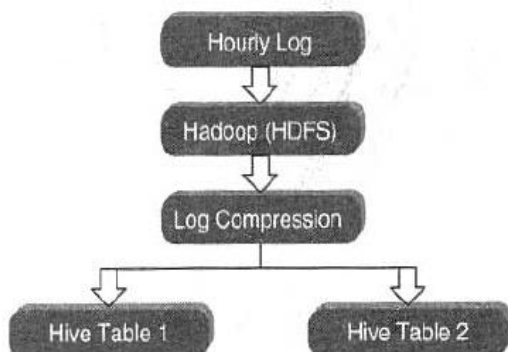 Hourly Log
Hadoop (HDFS)
Log Compression
Hive Table 1
Hive Table 2